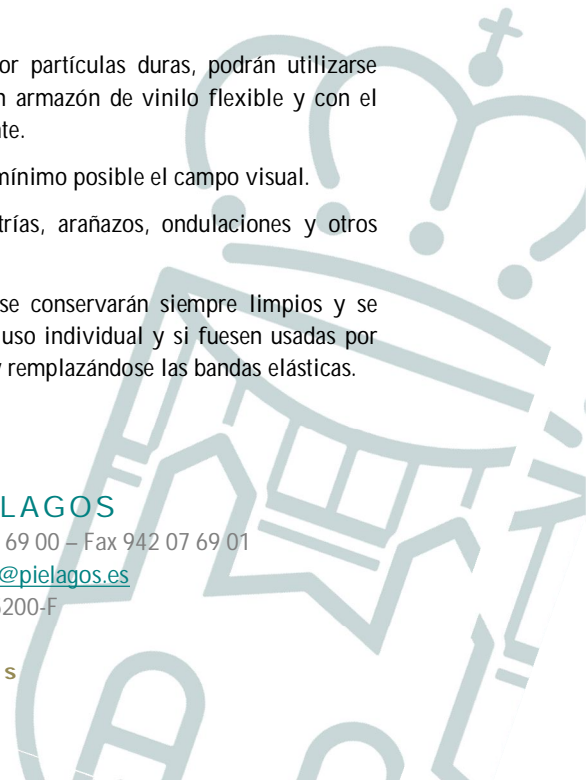 or partículas duras, podrán utilizarse
armazón de vinilo flexible y con el
te.
mínimo posible el campo visual.
trías, arañazos, ondulaciones y otros
se conservarán siempre limpios y se
uso individual y si fuesen usadas por
remplazándose las bandas elásticas.
LAGOS
69 00 – Fax 942 07 69 01
@pielagos.es
200-F
s